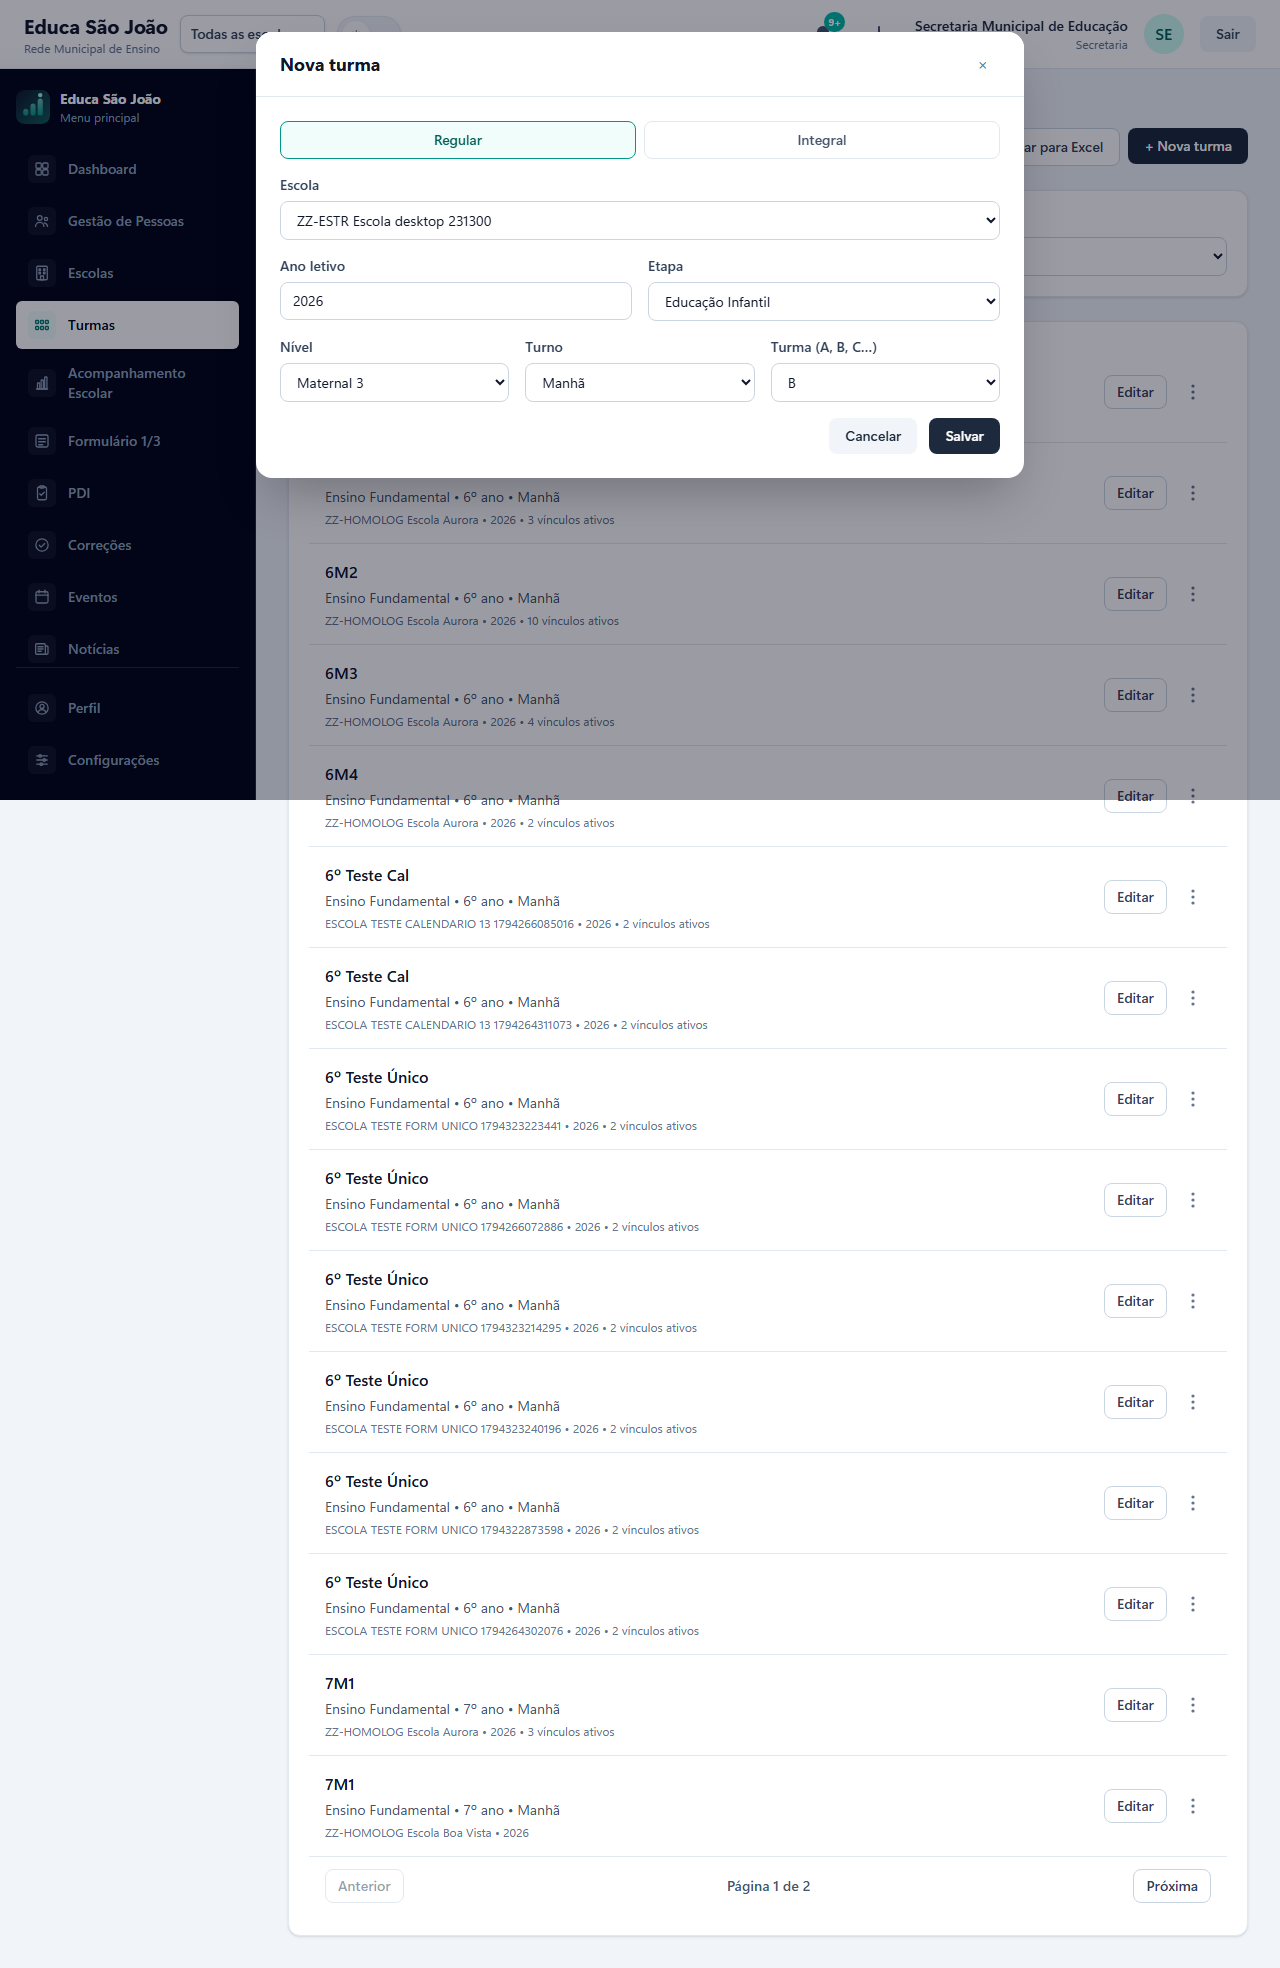 Educa São João
Rede Municipal de Ensino
Todas as
9+
Secretaria Municipal de Educação
Secretaria
SE
Sair
Educa São João
Menu principal
Dashboard
Gestão de Pessoas
Escolas
Turmas
Acompanhamento
Escolar
Formulário 1/3
PDI
Correções
Eventos
Notícias
Perfil
Configurações
Nova turma
×
Regular
Integral
Escola
ZZ-ESTR Escola desktop 231300
Ano letivo
Etapa
2026
Educação Infantil
Nível
Turno
Turma (A, B, C...)
Maternal 3
Manhã
B
Cancelar
Salvar
para Excel
+ Nova turma
Editar
Ensino Fundamental • 6º ano • Manhã
ZZ-HOMOLOG Escola Aurora • 2026 • 3 vínculos ativos
Editar
6M2
Ensino Fundamental • 6º ano • Manhã
ZZ-HOMOLOG Escola Aurora • 2026 • 10 vínculos ativos
Editar
6M3
Ensino Fundamental • 6º ano • Manhã
ZZ-HOMOLOG Escola Aurora • 2026 • 4 vínculos ativos
Editar
6M4
Ensino Fundamental • 6º ano • Manhã
ZZ-HOMOLOG Escola Aurora • 2026 • 2 vínculos ativos
Editar
6º Teste Cal
Ensino Fundamental • 6º ano • Manhã
ESCOLA TESTE CALENDARIO 13 1794266085016 • 2026 • 2 vínculos ativos
Editar
6º Teste Cal
Ensino Fundamental • 6º ano • Manhã
ESCOLA TESTE CALENDARIO 13 1794264311073 • 2026 • 2 vínculos ativos
Editar
6º Teste Único
Ensino Fundamental • 6º ano • Manhã
ESCOLA TESTE FORM UNICO 1794323223441 • 2026 • 2 vínculos ativos
Editar
6º Teste Único
Ensino Fundamental • 6º ano • Manhã
ESCOLA TESTE FORM UNICO 1794266072886 • 2026 • 2 vínculos ativos
Editar
6º Teste Único
Ensino Fundamental • 6º ano • Manhã
ESCOLA TESTE FORM UNICO 1794323214295 • 2026 • 2 vínculos ativos
Editar
6º Teste Único
Ensino Fundamental • 6º ano • Manhã
ESCOLA TESTE FORM UNICO 1794323240196 • 2026 • 2 vínculos ativos
Editar
6º Teste Único
Ensino Fundamental • 6º ano • Manhã
ESCOLA TESTE FORM UNICO 1794322873598 • 2026 • 2 vínculos ativos
Editar
6º Teste Único
Ensino Fundamental • 6º ano • Manhã
ESCOLA TESTE FORM UNICO 1794264302076 • 2026 • 2 vínculos ativos
Editar
7M1
Ensino Fundamental • 7º ano • Manhã
ZZ-HOMOLOG Escola Aurora • 2026 • 3 vínculos ativos
Editar
7M1
Ensino Fundamental • 7º ano • Manhã
ZZ-HOMOLOG Escola Boa Vista • 2026
Editar
Anterior
Página 1 de 2
Próxima